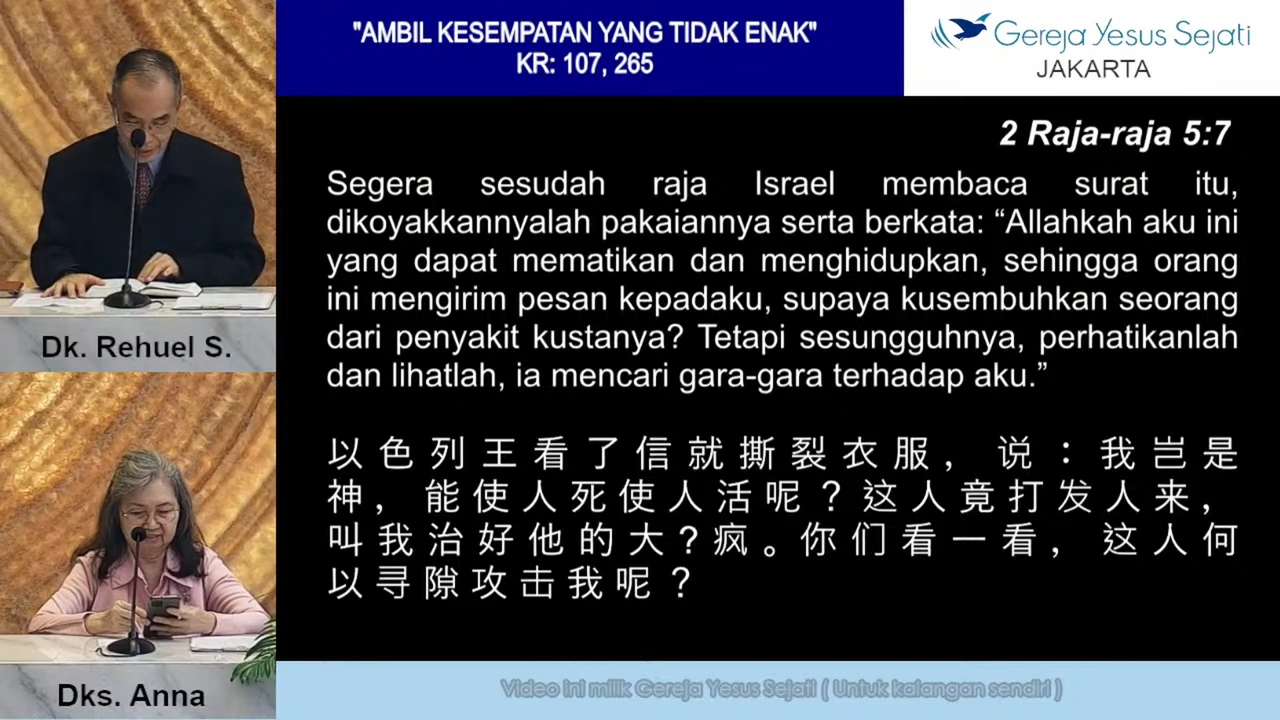 "AMBIL KESEMPATAN YANG TIDAK ENAK"
KR: 107, 265
Gereja Yesus Sejati
JAKARTA
2 Raja-raja 5:7
Segera sesudah raja Israel membaca surat itu,
dikoyakkannyalah pakaiannya serta berkata: “Allahkah aku ini
yang dapat mematikan dan menghidupkan, sehingga orang
ini mengirim pesan kepadaku, supaya kusembuhkan seorang
dari penyakit kustanya? Tetapi sesungguhnya, perhatikanlah
dan lihatlah, ia mencari gara-gara terhadap aku.”
以色列王看了信就撕裂衣服，说：我岂是
神，能使人死使人活呢？这人竟打发人来，
叫我治好他的大?疯。你们看一看，这人何
以寻隙攻击我呢？
Dk. Rehuel S.
Dks. Anna
Video ini milik Gereja Yesus Sejati ( Untuk kalangan sendiri )